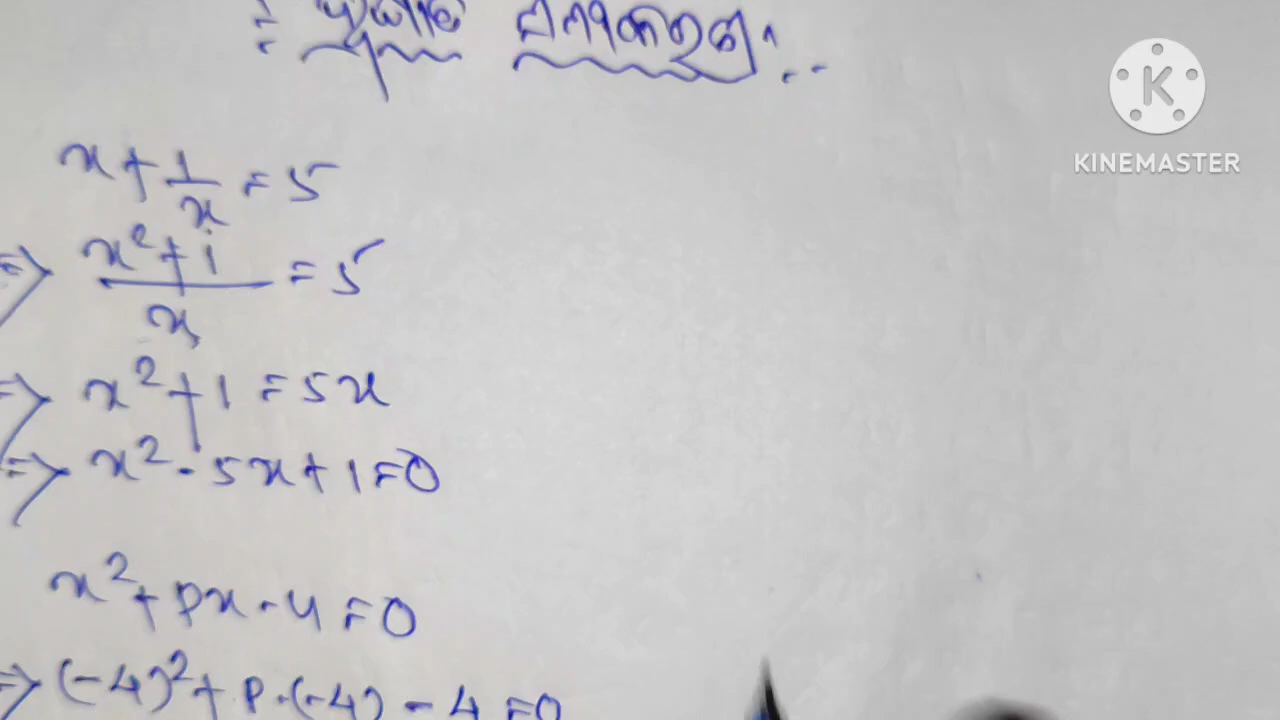 K
KINEMASTER
x + 1/x = 5
⇒ x² + 1 / x = 5
⇒ x² + 1 = 5x
⇒ x² - 5x + 1 = 0
x² + px - 4 = 0
⇒ (-4)² + p·(-4) - 4 = 0